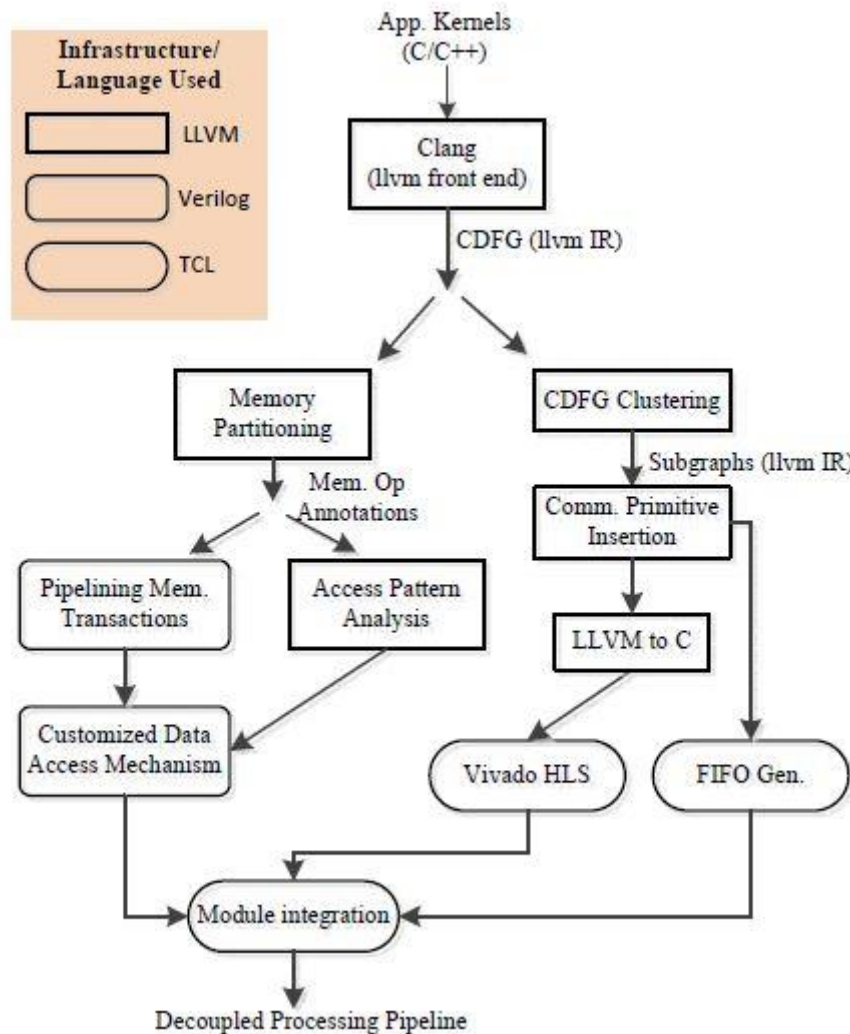 Infrastructure/
Language Used
LLVM
Verilog
TCL
App. Kernels
(C/C++)
Clang
(llvm front end)
CDFG (llvm IR)
Memory
Partitioning
CDFG Clustering
Mem. Op
Annotations
Subgraphs (llvm IR)
Comm. Primitive
Insertion
Pipelining Mem.
Transactions
Access Pattern
Analysis
LLVM to C
Customized Data
Access Mechanism
Vivado HLS
FIFO Gen.
Module integration
Decoupled Processing Pipeline